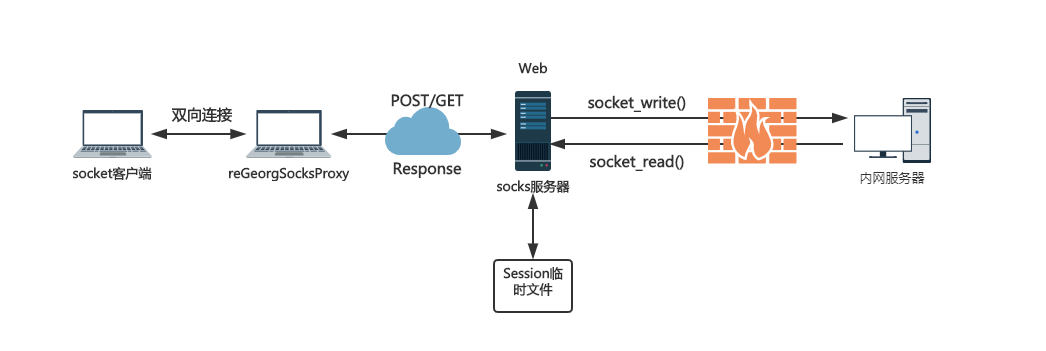 Web
POST/GET
socket_write()
双向连接
socket_read()
Response
socket客户端
reGeorgSocksProxy
socks服务器
内网服务器
Session临
时文件